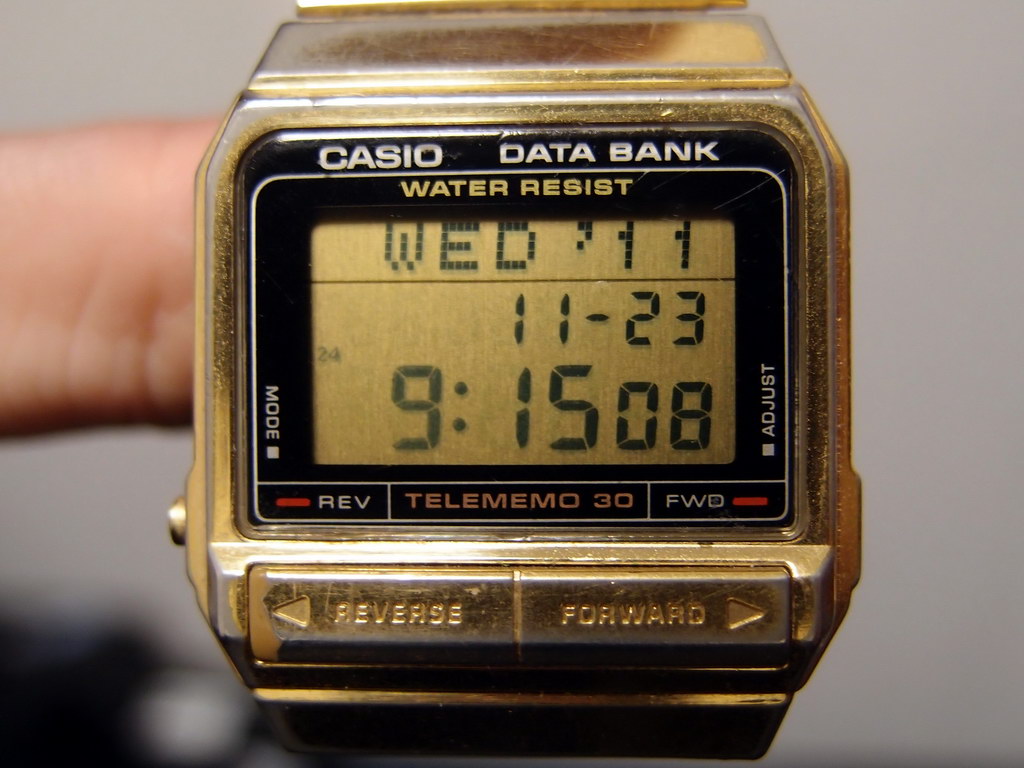 CASIO DATA BANK
WATER RESIST
WED '11
11-23
24
9:15 08
MODE
ADJUST
REV TELEMEMO 30 FWD
REVERSE FORWARD